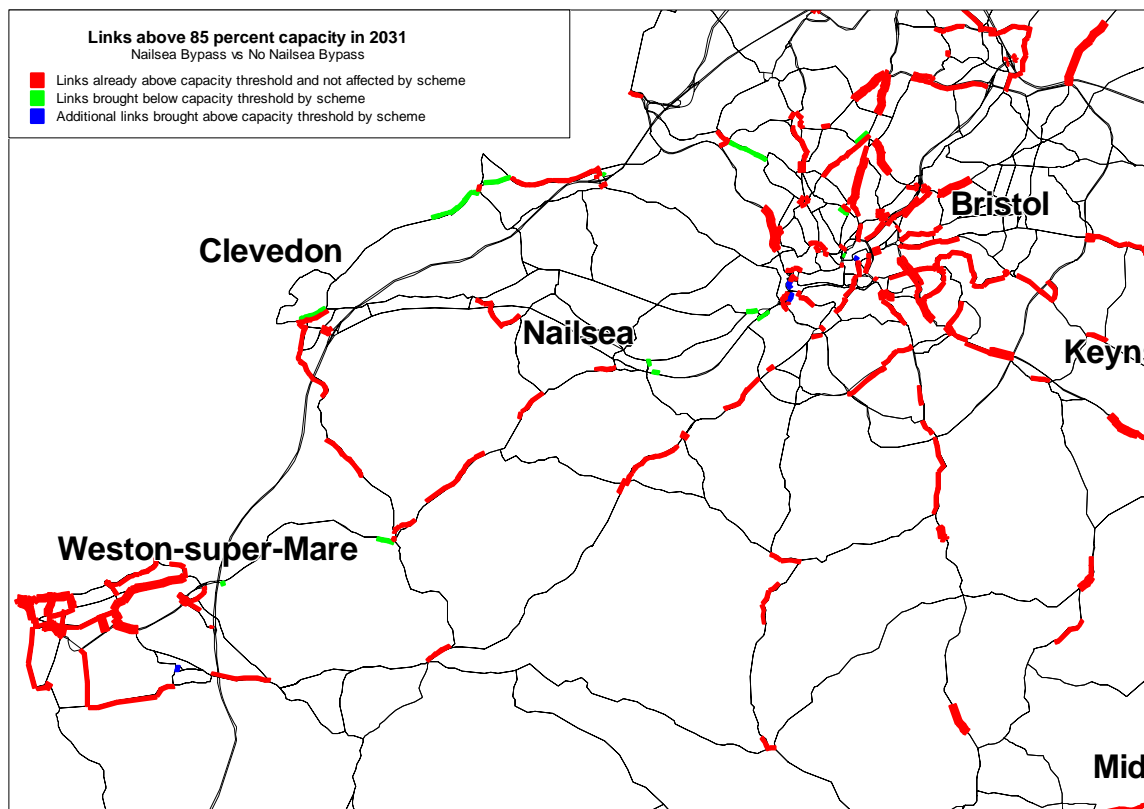 Links above 85 percent capacity in 2031
Nailsea Bypass vs No Nailsea Bypass
Links already above capacity threshold and not affected by scheme
Links brought below capacity threshold by scheme
Additional links brought above capacity threshold by scheme
Bristol
Clevedon
Nailsea
Keyn
Weston-super-Mare
Mid